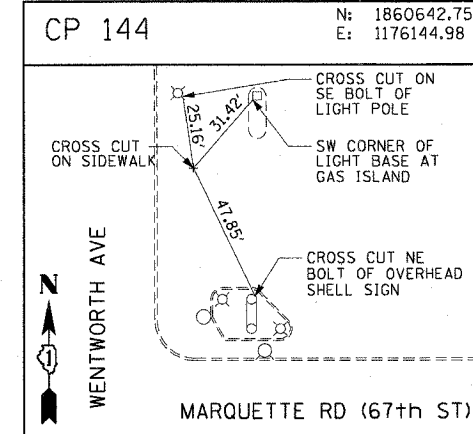 CP 144
N: 1860642.75
E: 1176144.98
CROSS CUT ON
SE BOLT OF
LIGHT POLE
25.16'
31.42'
CROSS CUT
ON SIDEWALK
SW CORNER OF
LIGHT BASE AT
GAS ISLAND
47.85'
CROSS CUT NE
BOLT OF OVERHEAD
SHELL SIGN
N
1
WENTWORTH AVE
MARQUETTE RD (67th ST)